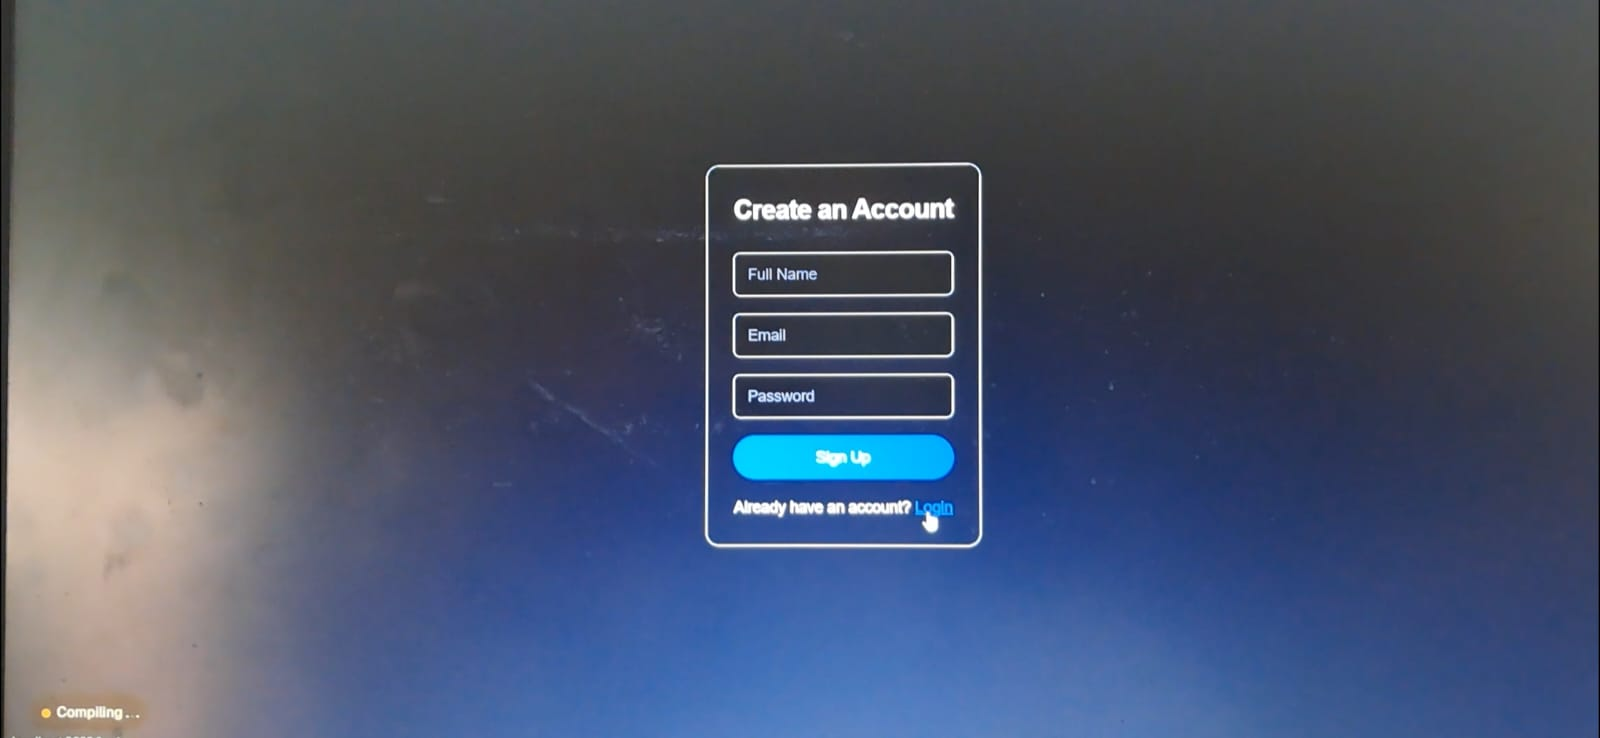 Create an Account
Full Name
Email
Password
Sign Up
Already have an account? Login
Compiling...